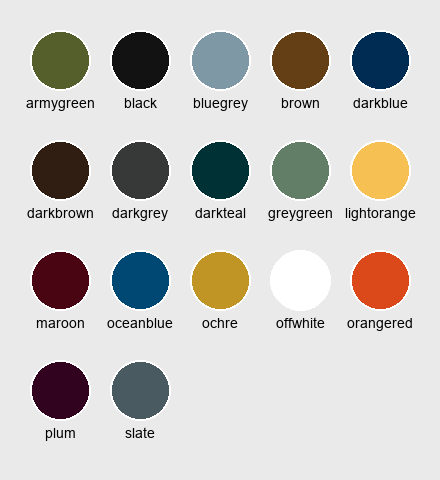 armygreen black bluegrey brown darkblue
darkbrown darkgrey darkteal greygreen lightorange
maroon oceanblue ochre offwhite orangered
plum slate